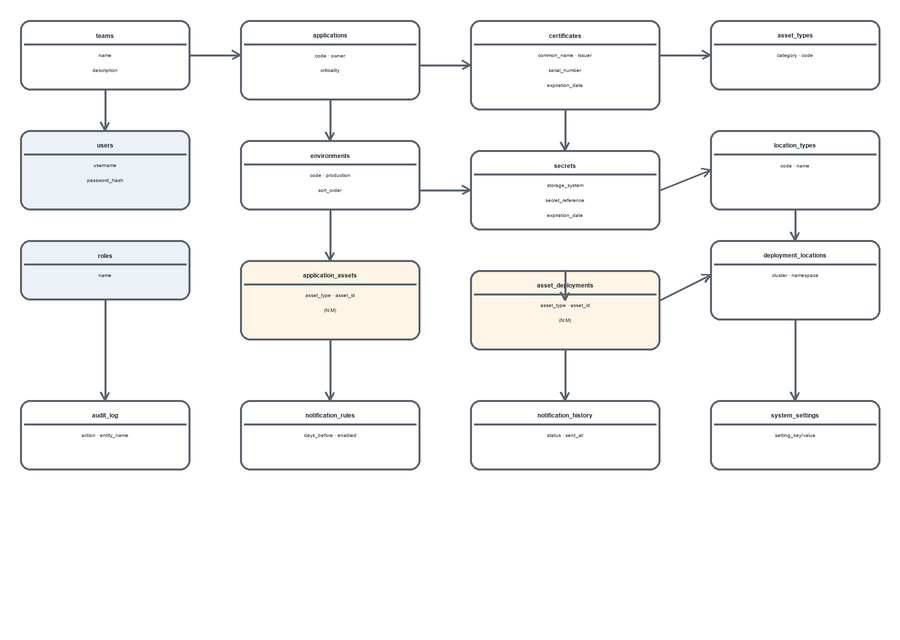 teams
name
description
applications
code · owner
criticality
certificates
common_name · issuer
serial_number
expiration_date
asset_types
category · code
users
username
password_hash
environments
code · production
sort_order
secrets
storage_system
secret_reference
expiration_date
location_types
code · name
roles
name
application_assets
asset_type · asset_id
(N:M)
asset_deployments
asset_type · asset_id
(N:M)
deployment_locations
cluster · namespace
audit_log
action · entity_name
notification_rules
days_before · enabled
notification_history
status · sent_at
system_settings
setting_key/value